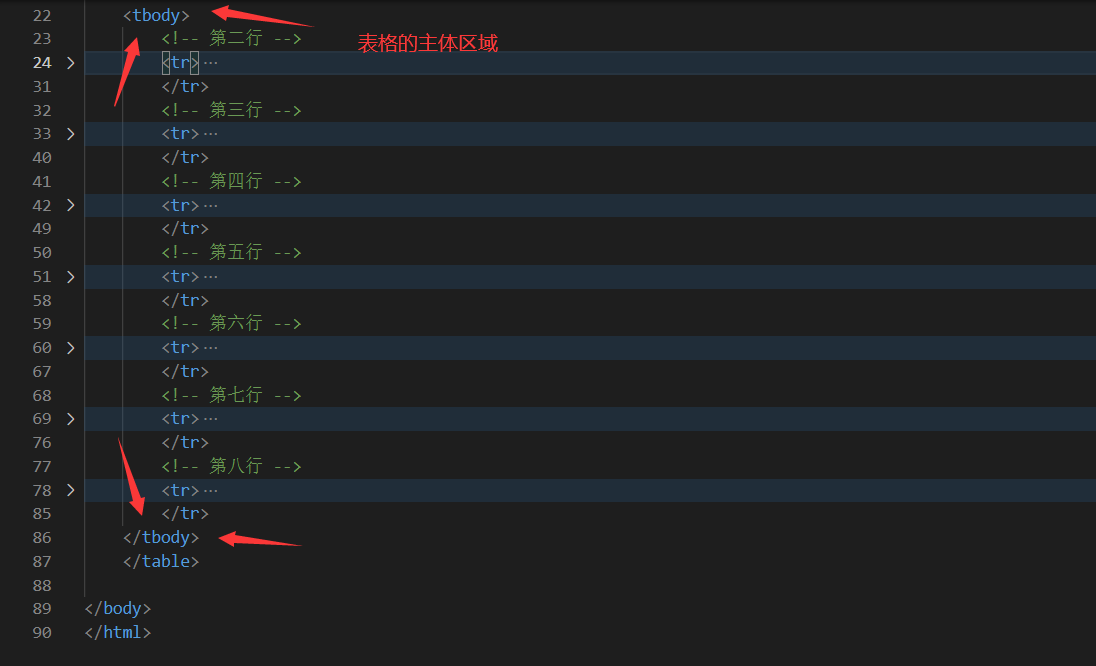 22 <tbody>
23 <!-- 第二行 --> 表格的主体区域
24 > <tr>…
31 </tr>
32 <!-- 第三行 -->
33 > <tr>…
40 </tr>
41 <!-- 第四行 -->
42 > <tr>…
49 </tr>
50 <!-- 第五行 -->
51 > <tr>…
58 </tr>
59 <!-- 第六行 -->
60 > <tr>…
67 </tr>
68 <!-- 第七行 -->
69 > <tr>…
76 </tr>
77 <!-- 第八行 -->
78 > <tr>…
85 </tr>
86 </tbody>
87 </table>
88
89 </body>
90 </html>